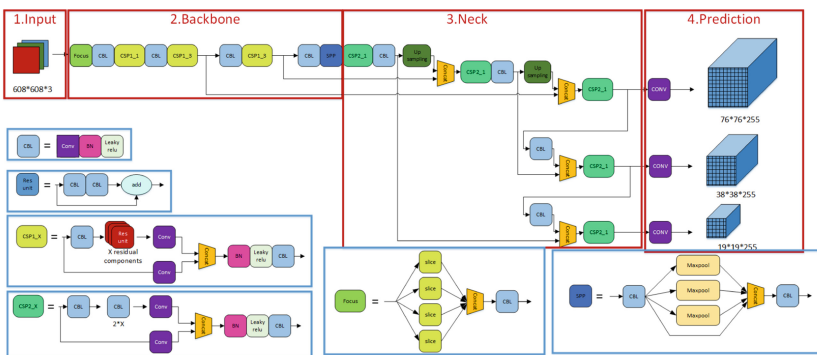 1.Input
2.Backbone
3.Neck
4.Prediction
608*608*3
Focus CBL CSP1_1 CBL CSP1_3 CBL CSP1_3 CBL SPP CSP2_1 CBL Up sampling
Concat CSP2_1 CBL Up sampling
Concat CSP2_1 CONV
76*76*255
CBL
Concat CSP2_1 CONV
38*38*255
CBL
Concat CSP2_1 CONV
19*19*255
CBL = Conv BN Leaky relu
Res unit = CBL CBL add
CSP1_X = CBL Res unit Conv
X residual components
Conv Concat BN Leaky relu CBL
CSP2_X = CBL CBL Conv
2*X
Conv Concat BN Leaky relu CBL
Focus = slice slice slice slice Concat CBL
SPP = CBL Maxpool Maxpool Maxpool Concat CBL